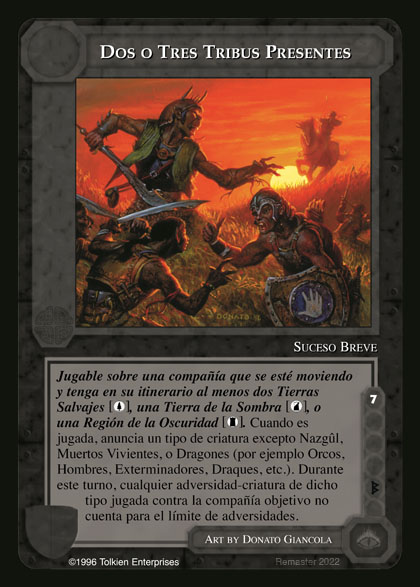 Dos o Tres Tribus Presentes
DONATO
Suceso Breve
Jugable sobre una compañía que se esté moviendo
y tenga en su itinerario al menos dos Tierras
Salvajes [ ], una Tierra de la Sombra [ ], o
una Región de la Oscuridad [ ]. Cuando es
jugada, anuncia un tipo de criatura excepto Nazgûl,
Muertos Vivientes, o Dragones (por ejemplo Orcos,
Hombres, Exterminadores, Draques, etc.). Durante
este turno, cualquier adversidad-criatura de dicho
tipo jugada contra la compañía objetivo no
cuenta para el límite de adversidades.
7
Art by Donato Giancola
©1996 Tolkien Enterprises
Remaster 2022